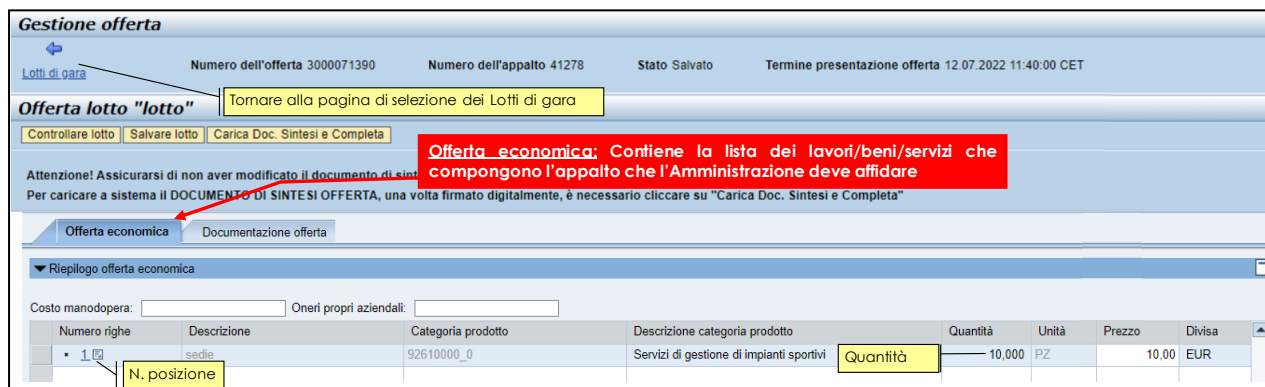 Gestione offerta
Lotti di gara
Numero dell'offerta 3000071390 Numero dell'appalto 41278 Stato Salvato Termine presentazione offerta 12.07.2022 11:40:00 CET
Tornare alla pagina di selezione dei Lotti di gara
Offerta lotto "lotto"
Controllare lotto Salvare lotto Carica Doc. Sintesi e Completa
Offerta economica: Contiene la lista dei lavori/beni/servizi che
compongono l'appalto che l'Amministrazione deve affidare
Attenzione! Assicurarsi di non aver modificato il documento di
Per caricare a sistema il DOCUMENTO DI SINTESI OFFERTA, una volta firmato digitalmente, è necessario cliccare su "Carica Doc. Sintesi e Completa"
Offerta economica Documentazione offerta
Riepilogo offerta economica
Costo manodopera: Oneri propri aziendali:
Numero righe Descrizione Categoria prodotto Descrizione categoria prodotto Quantità Unità Prezzo Divisa
1 sedie 92610000_0 Servizi di gestione di impianti sportivi Quantità 10,000 PZ 10,00 EUR
N. posizione